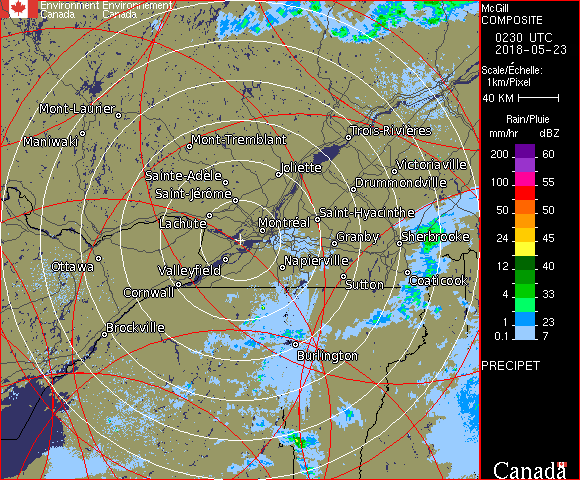 Environment Environnement
Canada Canada
McGill
COMPOSITE
0230 UTC
2018-05-23
Scale/Échelle:
1km/Pixel
40 KM
Rain/Pluie
mm/hr dBZ
200 60
100 55
50 50
24 45
12 40
4 33
1 23
0.1 7
PRECIPET
Canada
Mont-Laurier
Maniwaki
Mont-Tremblant
Trois-Rivières
Sainte-Adèle
Joliette
Victoriaville
Saint-Jérôme
Drummondville
Lachute
Montréal
Saint-Hyacinthe
Granby
Sherbrooke
Ottawa
Valleyfield
Napierville
Cornwall
Sutton
Coaticook
Brockville
Burlington